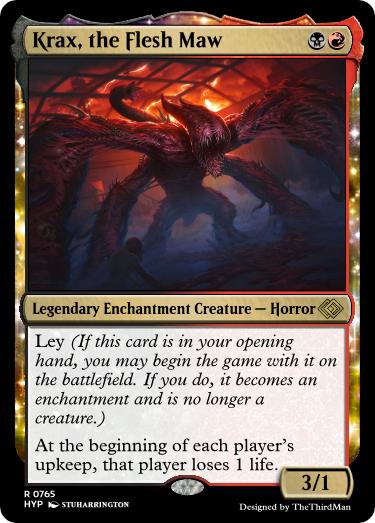 Krax, the Flesh Maw
Legendary Enchantment Creature — Horror
Ley (If this card is in your opening
hand, you may begin the game with it on
the battlefield. If you do, it becomes an
enchantment and is no longer a
creature.)
At the beginning of each player's
upkeep, that player loses 1 life.
3/1
R 0765
HYP STUHARRINGTON
Designed by TheThirdMan